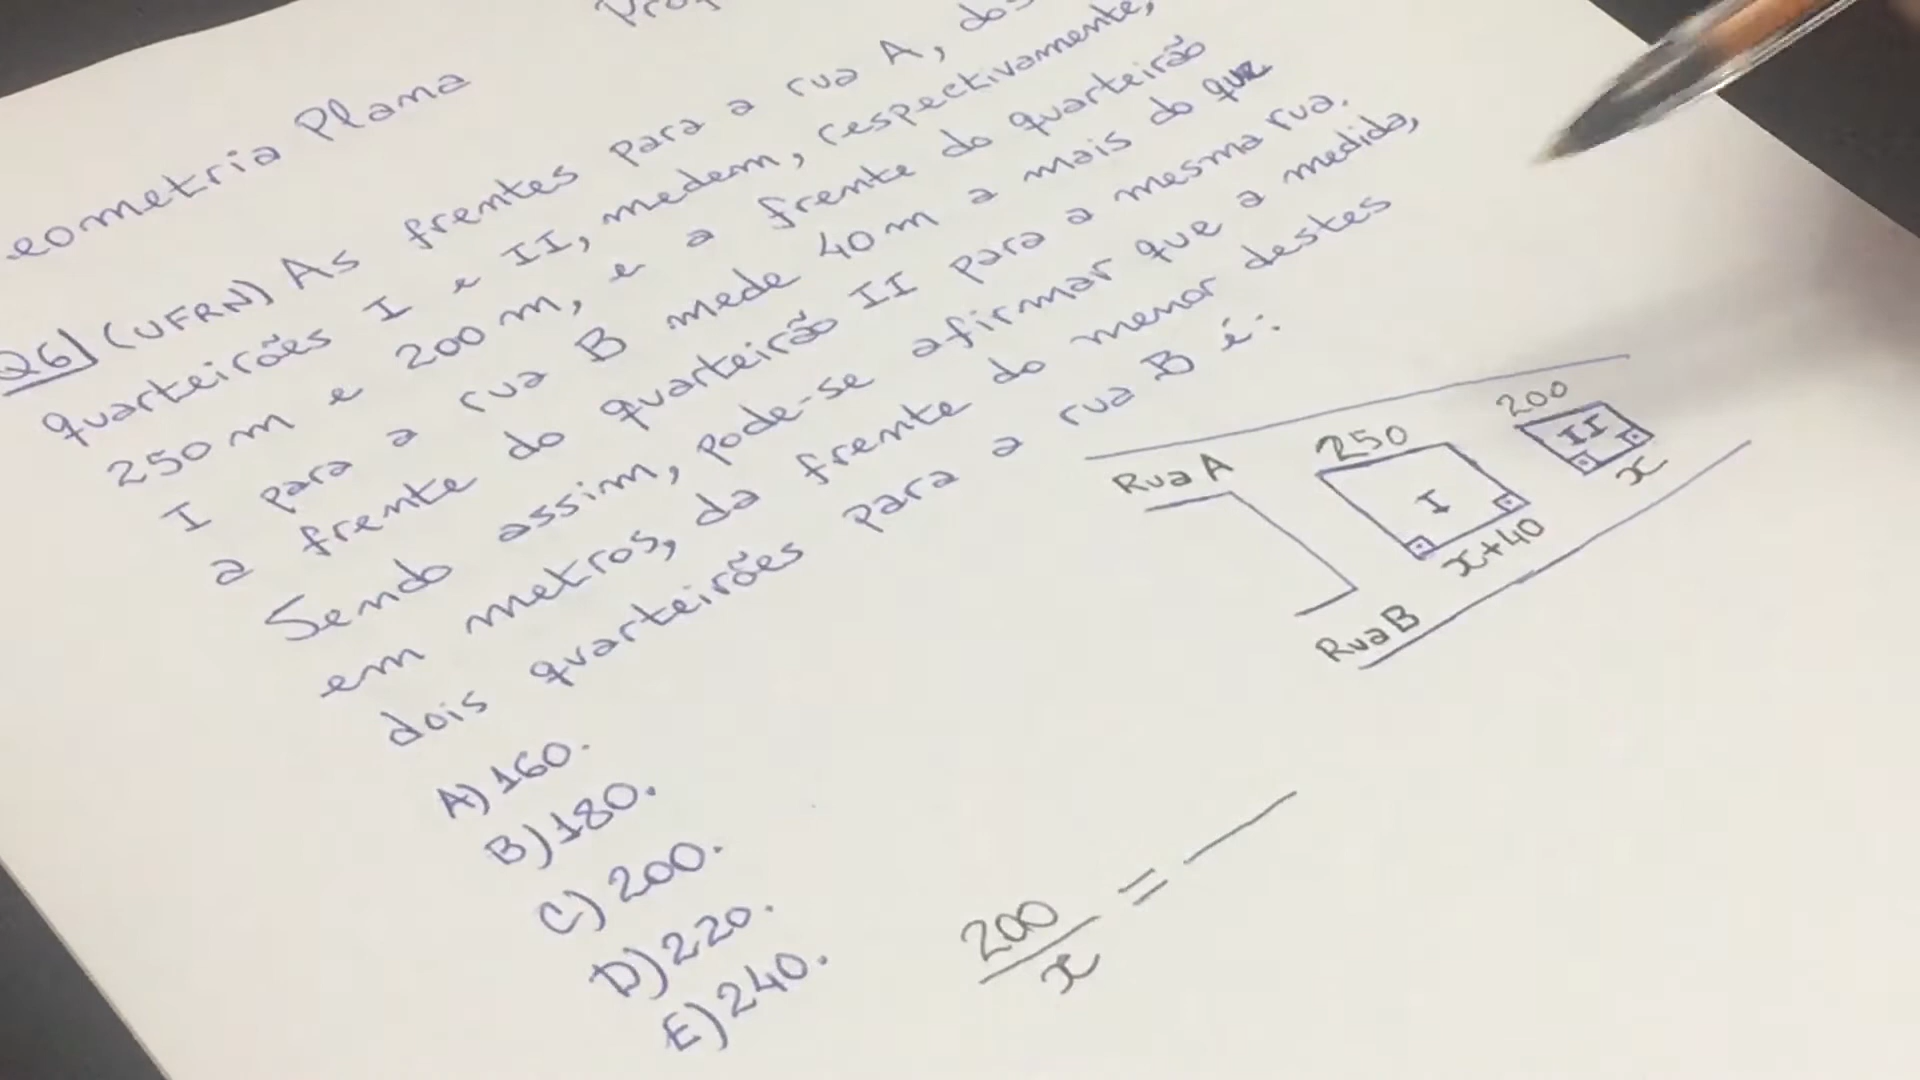 eometria Plana
Q6) (UFRN) As frentes para a rua A, dos
quarteirões I e II, medem, respectivamente,
250 m e 200 m, e a frente do quarteirão
I para a rua B mede 40 m a mais do que
a frente do quarteirão II para a mesma rua.
Sendo assim, pode-se afirmar que a medida,
em metros, da frente do menor destes
dois quarteirões para a rua B é:
A) 160.
B) 180.
C) 200.
D) 220.
E) 240.
Rua A
250
200
I
II
x+40
x
Rua B
200
x
=